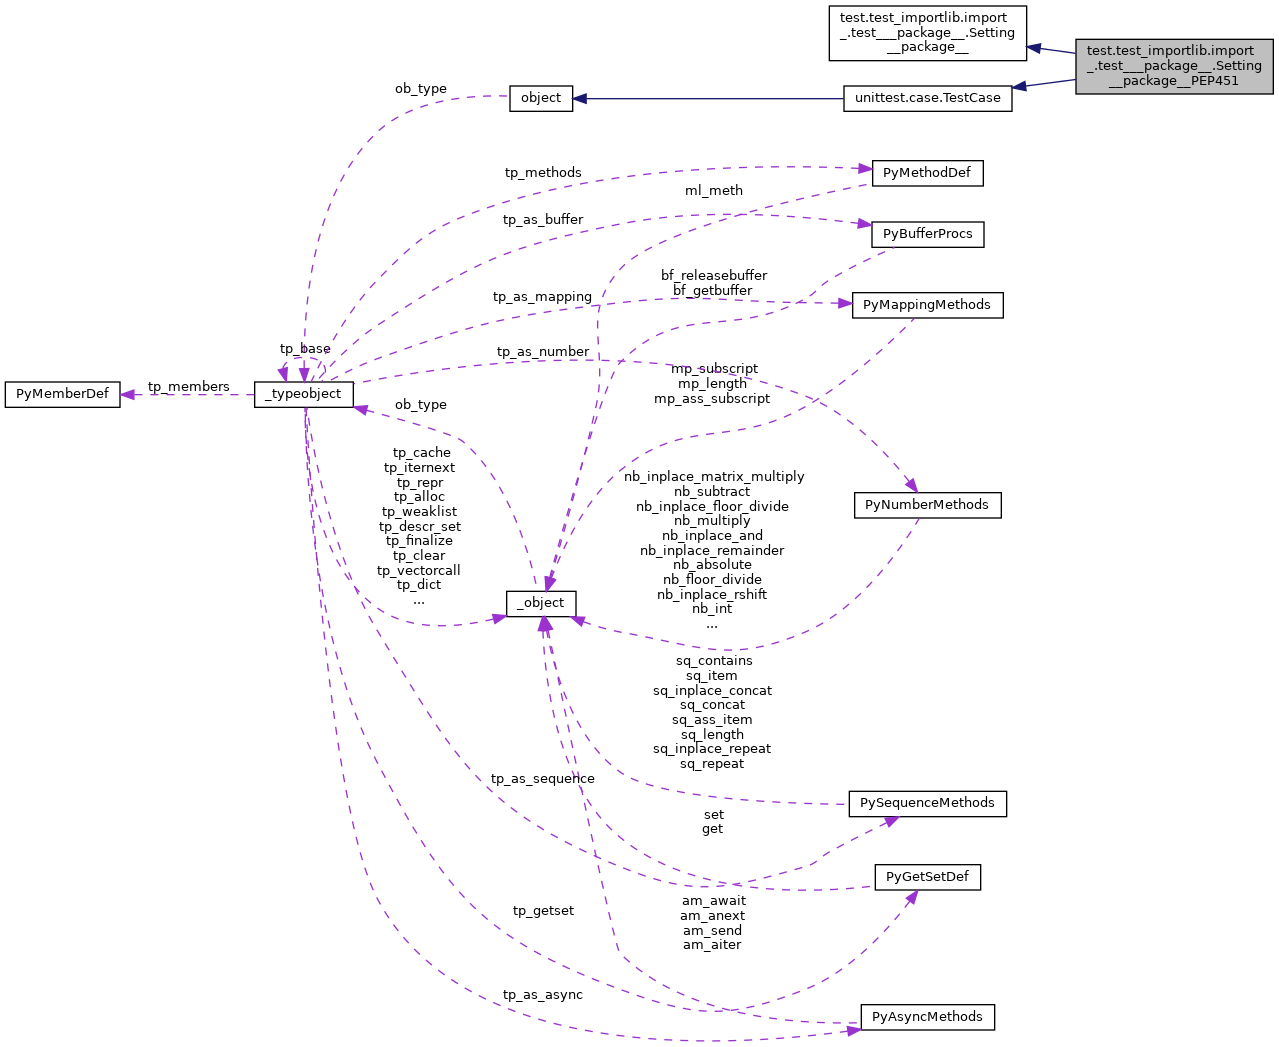 test.test_importlib.import
_.test___package__.Setting
__package__
test.test_importlib.import
_.test___package__.Setting
__package__PEP451
ob_type
object
unittest.case.TestCase
tp_methods
PyMethodDef
ml_meth
tp_as_buffer
PyBufferProcs
bf_releasebuffer
bf_getbuffer
tp_as_mapping
PyMappingMethods
tp_base
tp_as_number
mp_subscript
mp_length
mp_ass_subscript
PyMemberDef
tp_members
_typeobject
ob_type
tp_cache
tp_iternext
tp_repr
tp_alloc
tp_weaklist
tp_descr_set
tp_finalize
tp_clear
tp_vectorcall
tp_dict
...
nb_inplace_matrix_multiply
nb_subtract
nb_inplace_floor_divide
nb_multiply
nb_inplace_and
nb_inplace_remainder
nb_absolute
nb_floor_divide
nb_inplace_rshift
nb_int
...
PyNumberMethods
_object
sq_contains
sq_item
sq_inplace_concat
sq_concat
sq_ass_item
sq_length
sq_inplace_repeat
sq_repeat
tp_as_sequence
PySequenceMethods
set
get
PyGetSetDef
tp_getset
am_await
am_anext
am_send
am_aiter
tp_as_async
PyAsyncMethods